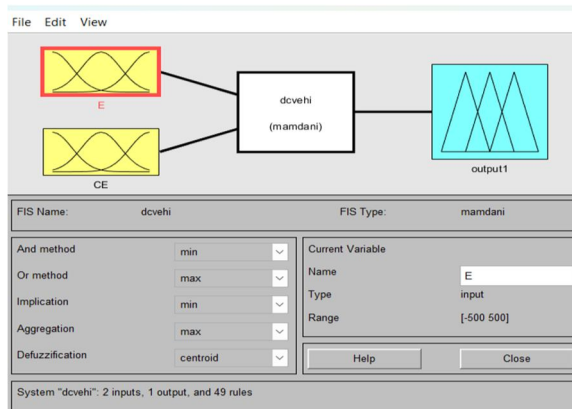 File Edit View
E
CE
dcvehi
(mamdani)
output1
FIS Name: dcvehi FIS Type: mamdani
And method min
Or method max
Implication min
Aggregation max
Defuzzification centroid
Current Variable
Name E
Type input
Range [-500 500]
Help Close
System "dcvehi": 2 inputs, 1 output, and 49 rules